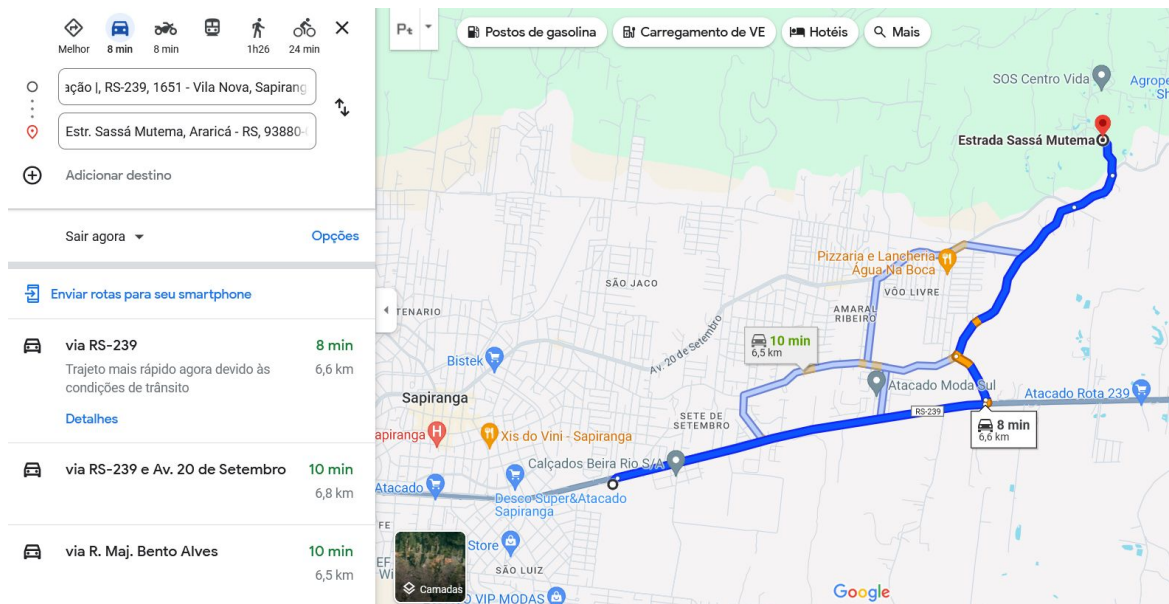 Melhor
8 min
8 min
1h26
24 min
ação |, RS-239, 1651 - Vila Nova, Sapirang
Estr. Sassá Mutema, Araricá - RS, 93880-
Adicionar destino
Sair agora
Opções
Enviar rotas para seu smartphone
via RS-239
8 min
Trajeto mais rápido agora devido às
6,6 km
condições de trânsito
Detalhes
via RS-239 e Av. 20 de Setembro
10 min
6,8 km
via R. Maj. Bento Alves
10 min
6,5 km
Postos de gasolina
Carregamento de VE
Hotéis
Mais
SOS Centro Vida
Agrope
Sh
Estrada Sassá Mutema
Pizzaria e Lancheria
Água Na Boca
SÃO JACO
VÔO LIVRE
TENARIO
AMARAL
RIBEIRO
Av. 20 de Setembro
10 min
6,5 km
Bistek
Atacado Moda Sul
Atacado Rota 239
Sapiranga
RS-239
SETE DE
SETEMBRO
8 min
6,6 km
apiranga
Xis do Vini - Sapiranga
Calçados Beira Rio S/A
Atacado
Desco Super&Atacado
Sapiranga
FE
Store
EF.
Wi
SÃO LUIZ
Camadas
VIP MODAS
Google